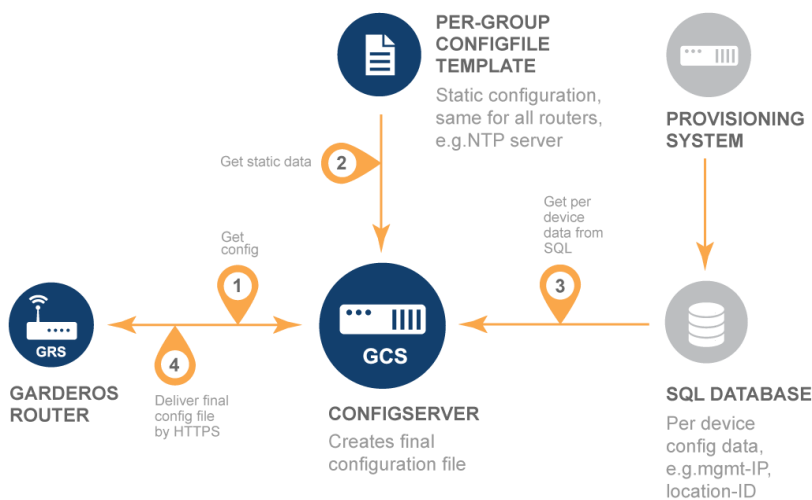 PER-GROUP
CONFIGFILE
TEMPLATE
Static configuration,
same for all routers,
e.g.NTP server
PROVISIONING
SYSTEM
Get static data
2
Get per
device
data from
SQL
3
Get
config
1
GRS
GARDEROS
ROUTER
4
Deliver final
config file
by HTTPS
GCS
CONFIGSERVER
Creates final
configuration file
SQL DATABASE
Per device
config data,
e.g.mgmt-IP,
location-ID